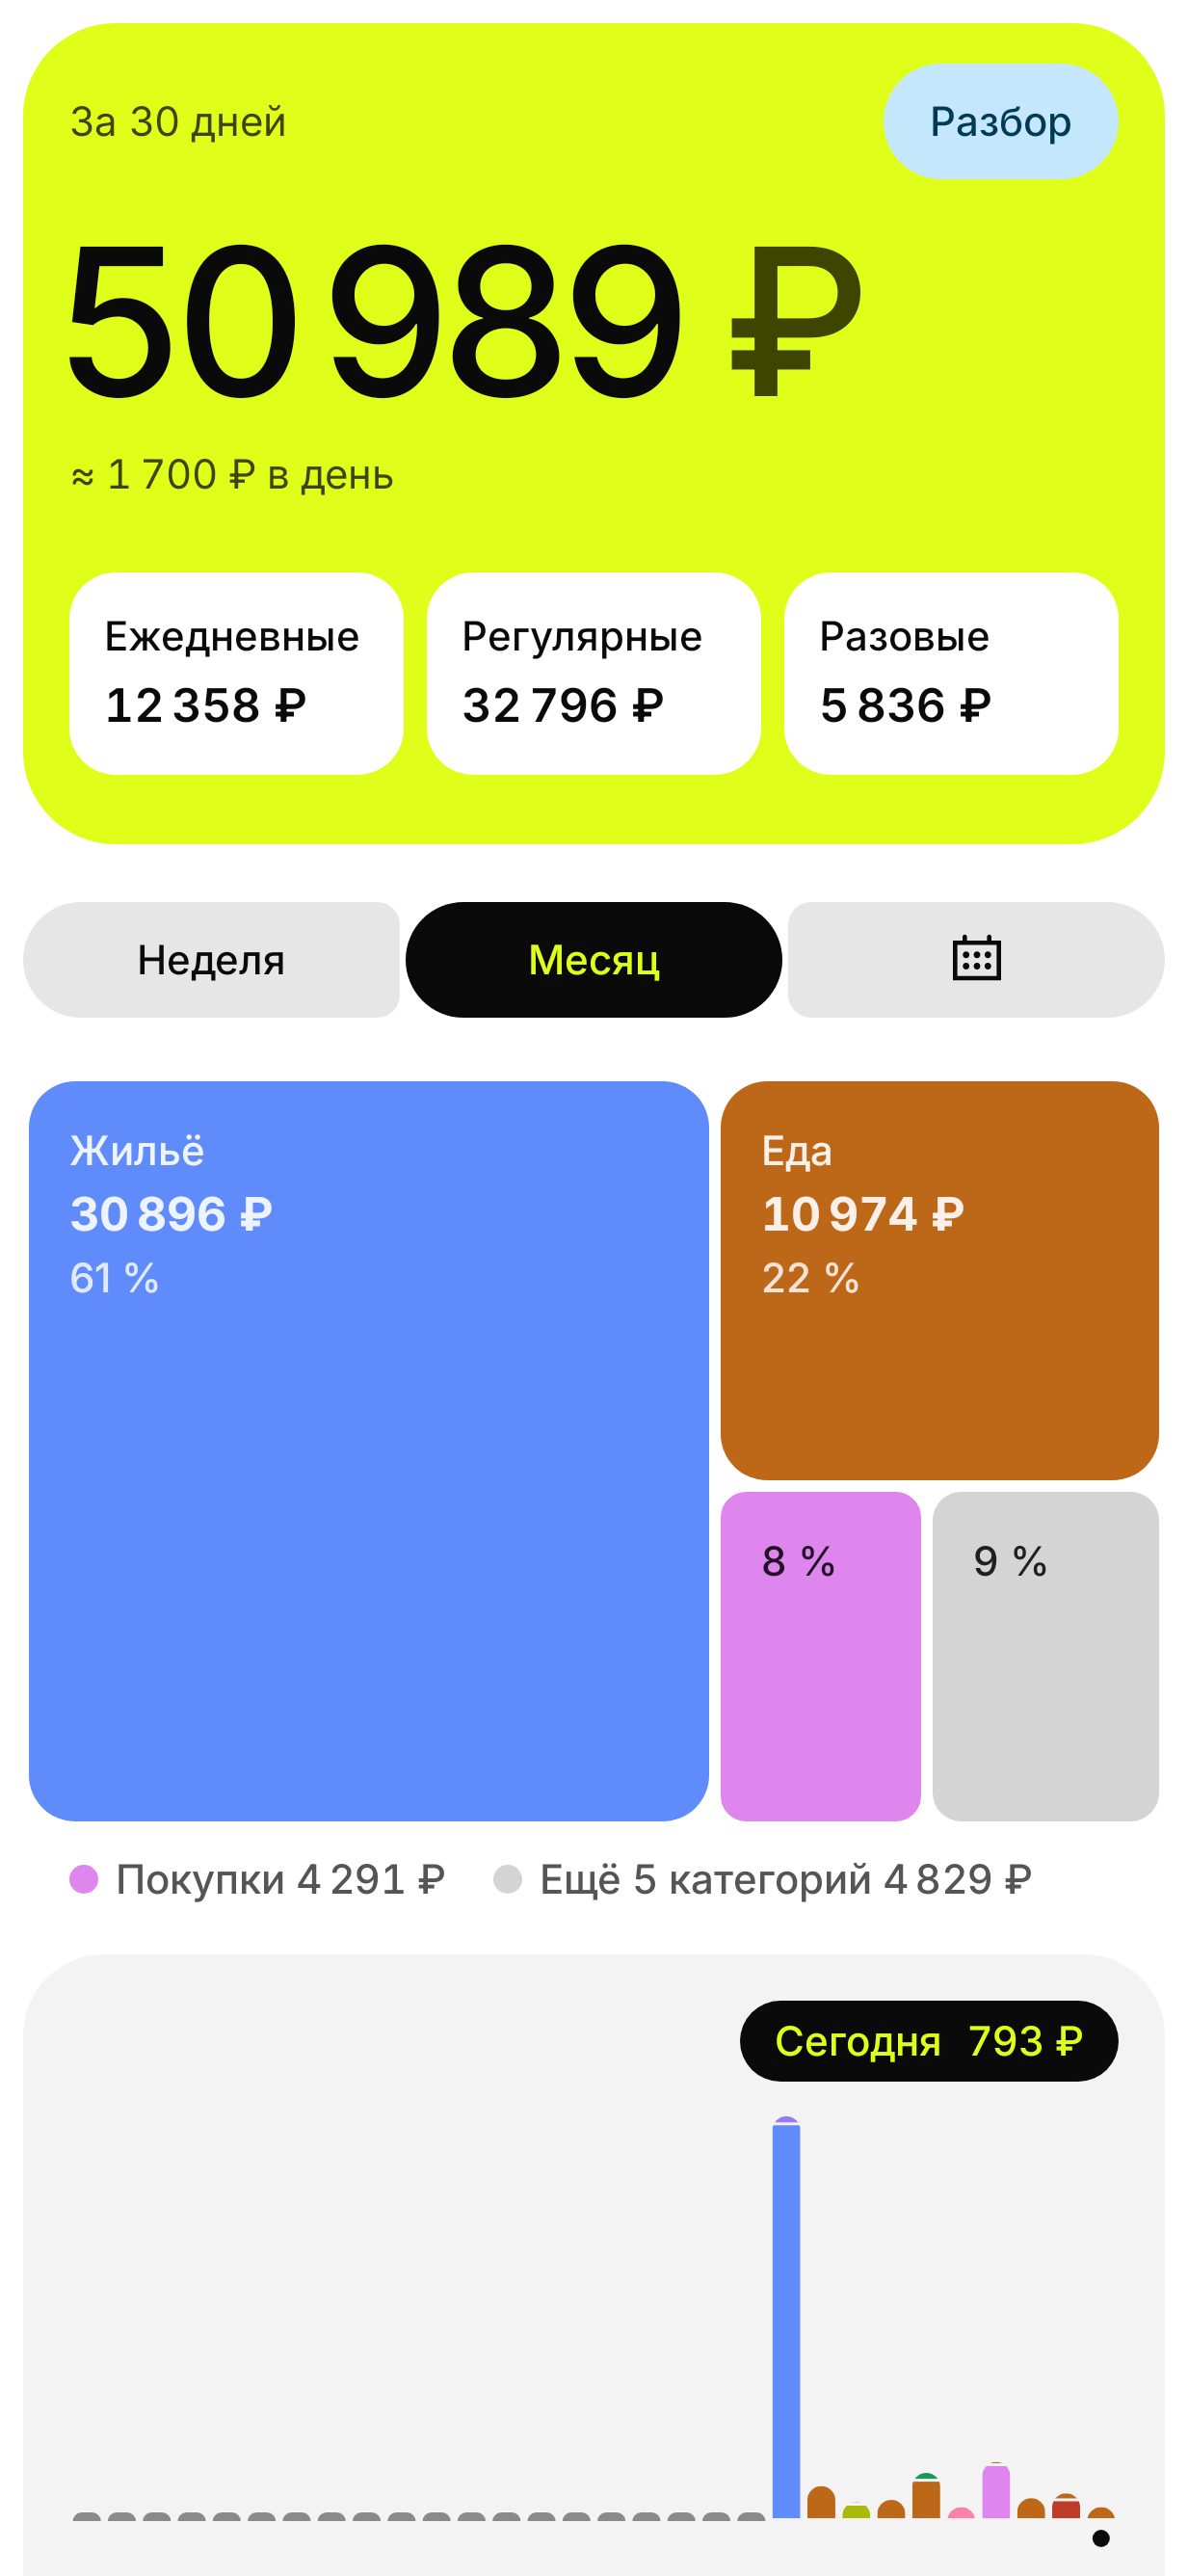 За 30 дней
Разбор
50 989 ₽
≈ 1 700 ₽ в день
Ежедневные
12 358 ₽
Регулярные
32 796 ₽
Разовые
5 836 ₽
Неделя
Месяц
Жильё
30 896 ₽
61 %
Еда
10 974 ₽
22 %
8 %
9 %
Покупки 4 291 ₽
Ещё 5 категорий 4 829 ₽
Сегодня 793 ₽